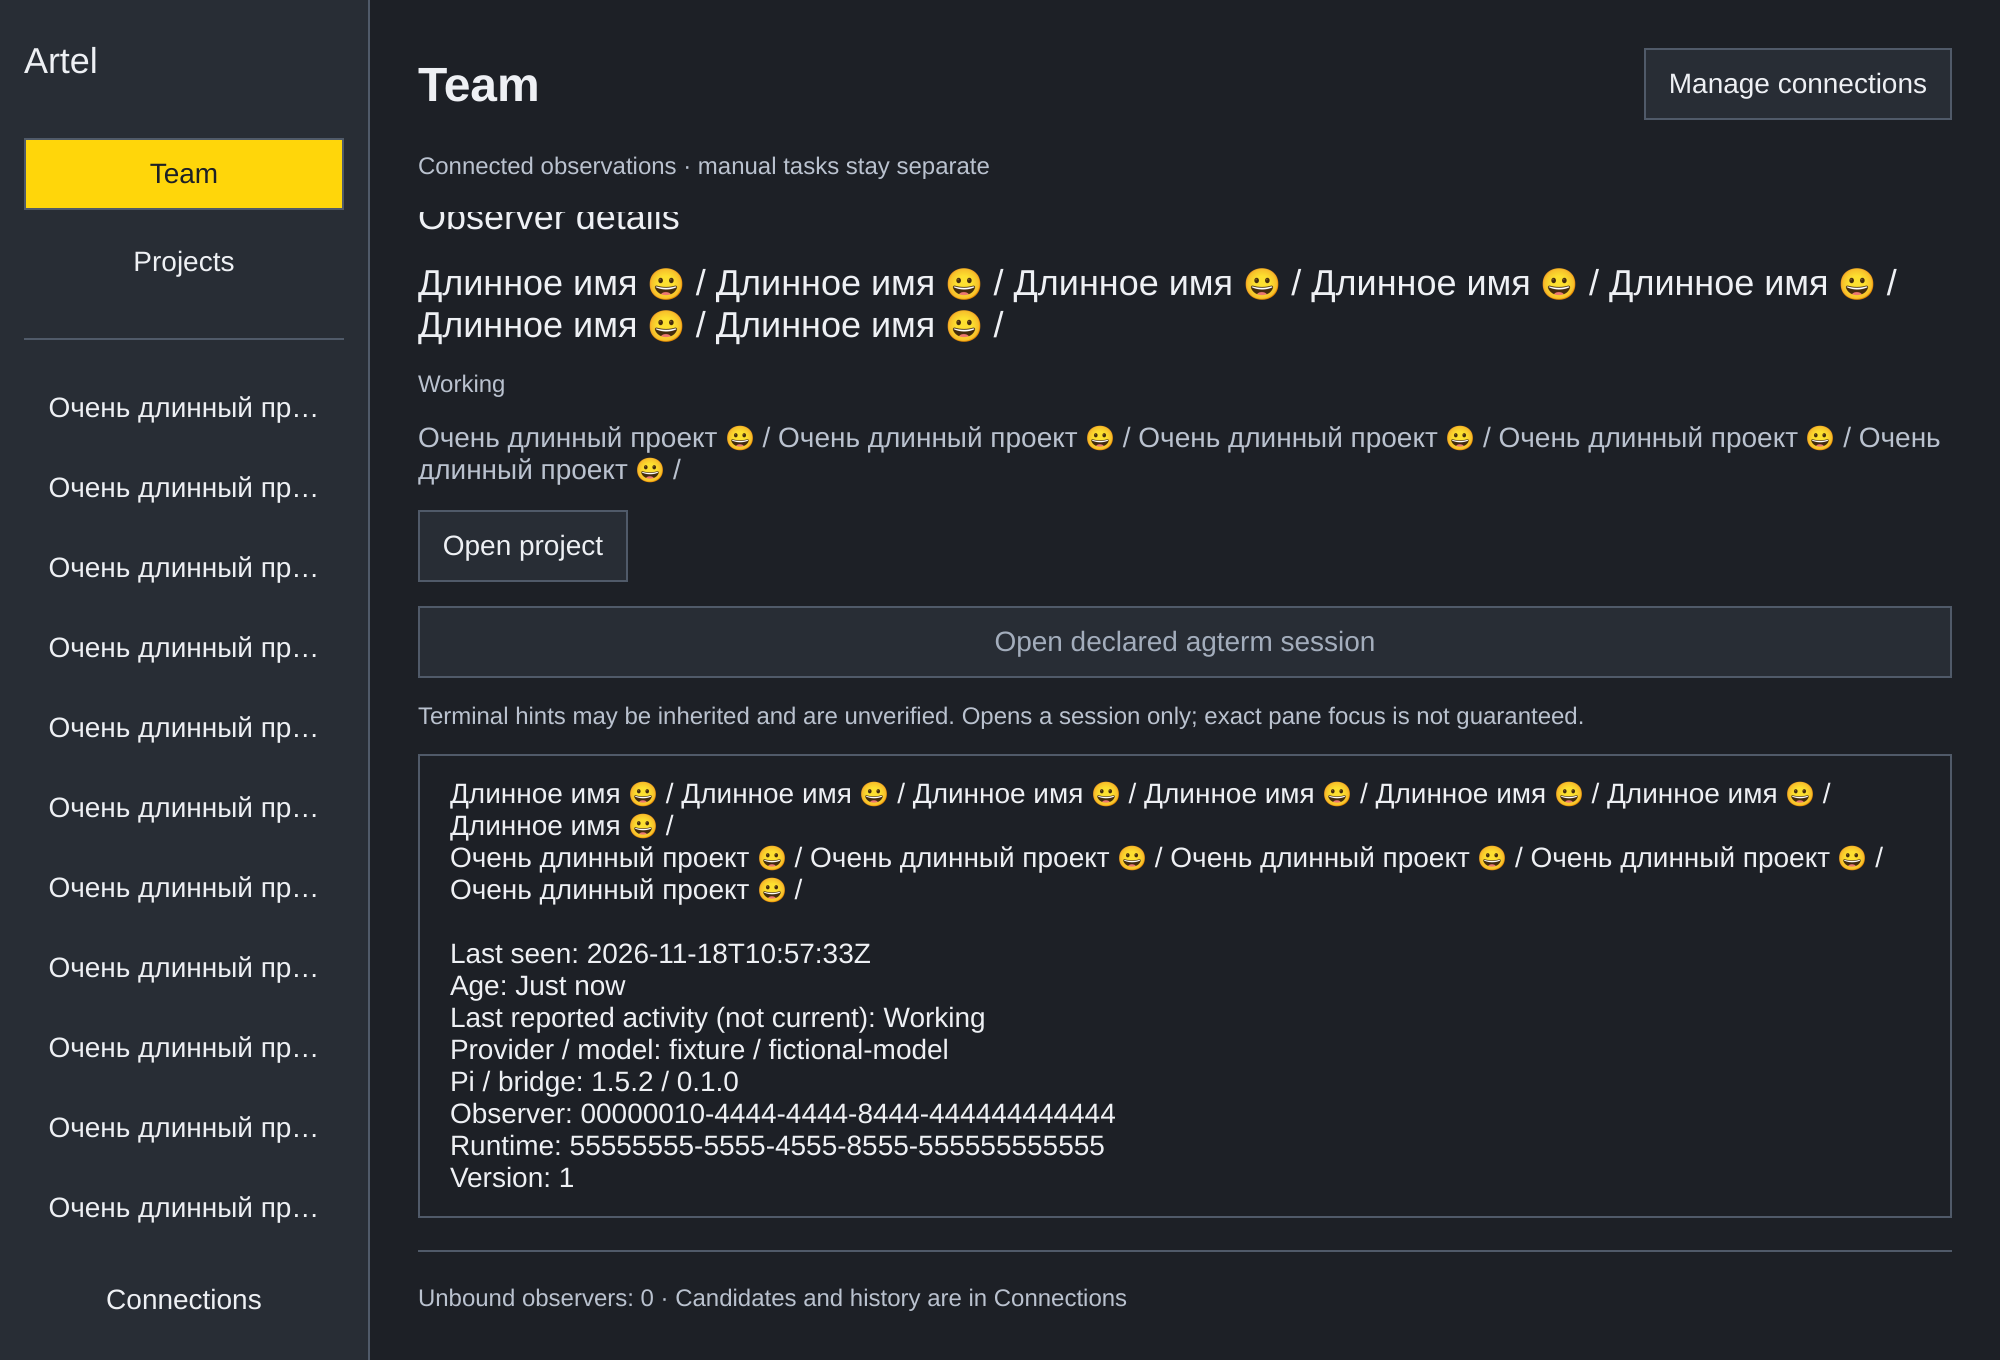 Artel
Team
Projects
Очень длинный пр…
Очень длинный пр…
Очень длинный пр…
Очень длинный пр…
Очень длинный пр…
Очень длинный пр…
Очень длинный пр…
Очень длинный пр…
Очень длинный пр…
Очень длинный пр…
Очень длинный пр…
Connections
Team
Manage connections
Connected observations · manual tasks stay separate
Observer details
Длинное имя 😀 / Длинное имя 😀 / Длинное имя 😀 / Длинное имя 😀 / Длинное имя 😀 /
Длинное имя 😀 / Длинное имя 😀 /
Working
Очень длинный проект 😀 / Очень длинный проект 😀 / Очень длинный проект 😀 / Очень длинный проект 😀 / Очень
длинный проект 😀 /
Open project
Open declared agterm session
Terminal hints may be inherited and are unverified. Opens a session only; exact pane focus is not guaranteed.
Длинное имя 😀 / Длинное имя 😀 / Длинное имя 😀 / Длинное имя 😀 / Длинное имя 😀 / Длинное имя 😀 /
Длинное имя 😀 /
Очень длинный проект 😀 / Очень длинный проект 😀 / Очень длинный проект 😀 / Очень длинный проект 😀 /
Очень длинный проект 😀 /
Last seen: 2026-11-18T10:57:33Z
Age: Just now
Last reported activity (not current): Working
Provider / model: fixture / fictional-model
Pi / bridge: 1.5.2 / 0.1.0
Observer: 00000010-4444-4444-8444-444444444444
Runtime: 55555555-5555-4555-8555-555555555555
Version: 1
Unbound observers: 0 · Candidates and history are in Connections